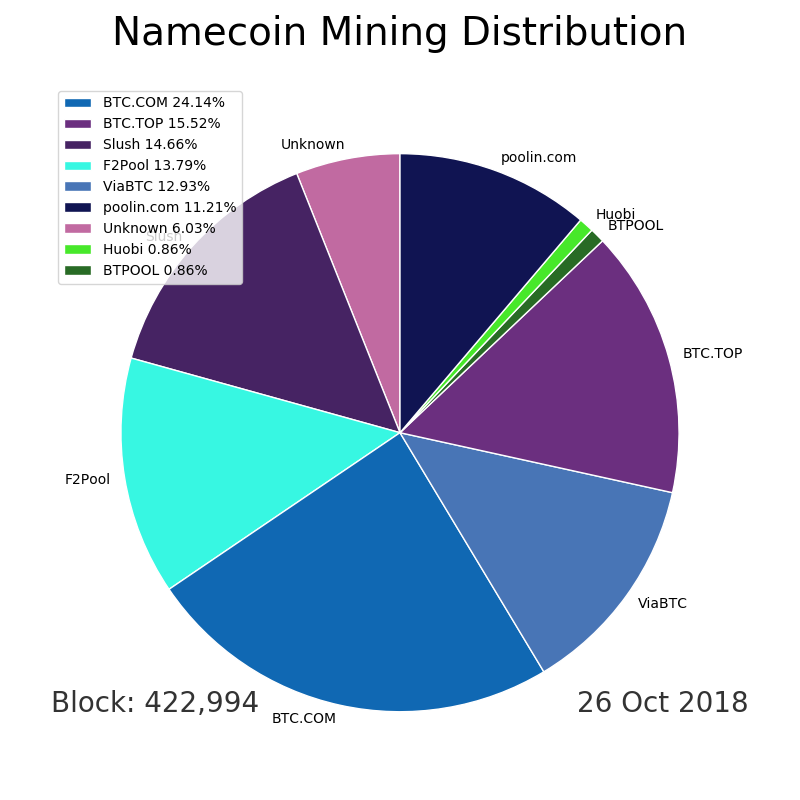 Namecoin Mining Distribution
BTC.COM 24.14%
BTC.TOP 15.52%
Slush 14.66%
F2Pool 13.79%
ViaBTC 12.93%
poolin.com 11.21%
Unknown 6.03%
Huobi 0.86%
BTPOOL 0.86%
Unknown
poolin.com
Huobi
BTPOOL
Slush
BTC.TOP
F2Pool
ViaBTC
BTC.COM
Block: 422,994
26 Oct 2018